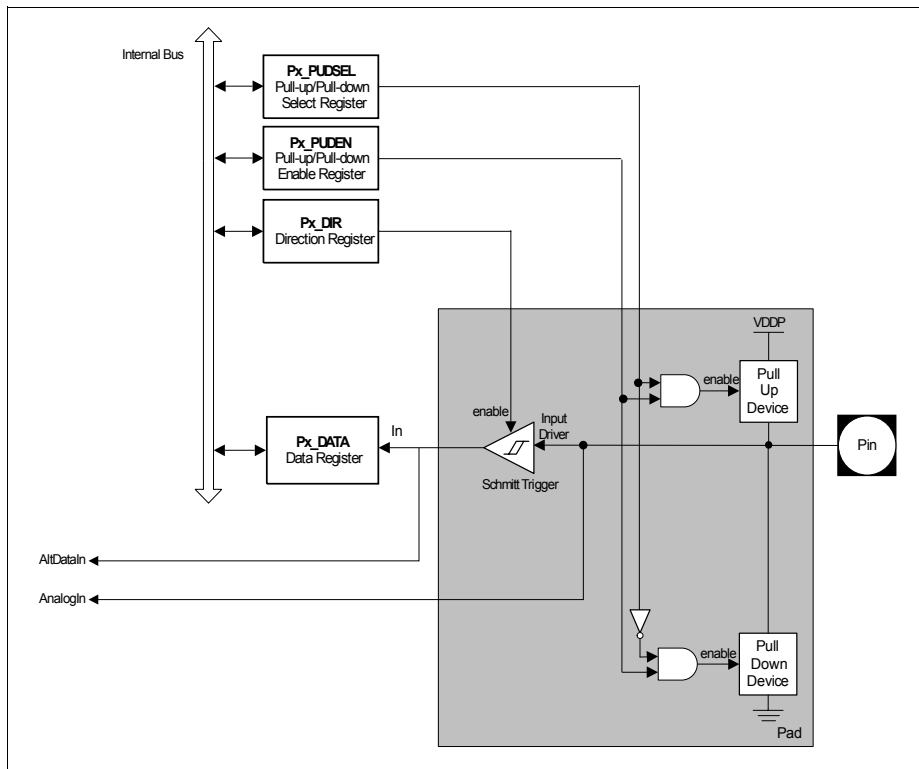 Internal Bus
Px_PUDSEL
Pull-up/Pull-down
Select Register
Px_PUDEN
Pull-up/Pull-down
Enable Register
Px_DIR
Direction Register
VDDP
Pull
Up
Device
enable
enable
Input
Driver
In
Px_DATA
Data Register
Schmitt Trigger
Pin
AltDataIn
AnalogIn
enable
Pull
Down
Device
Pad